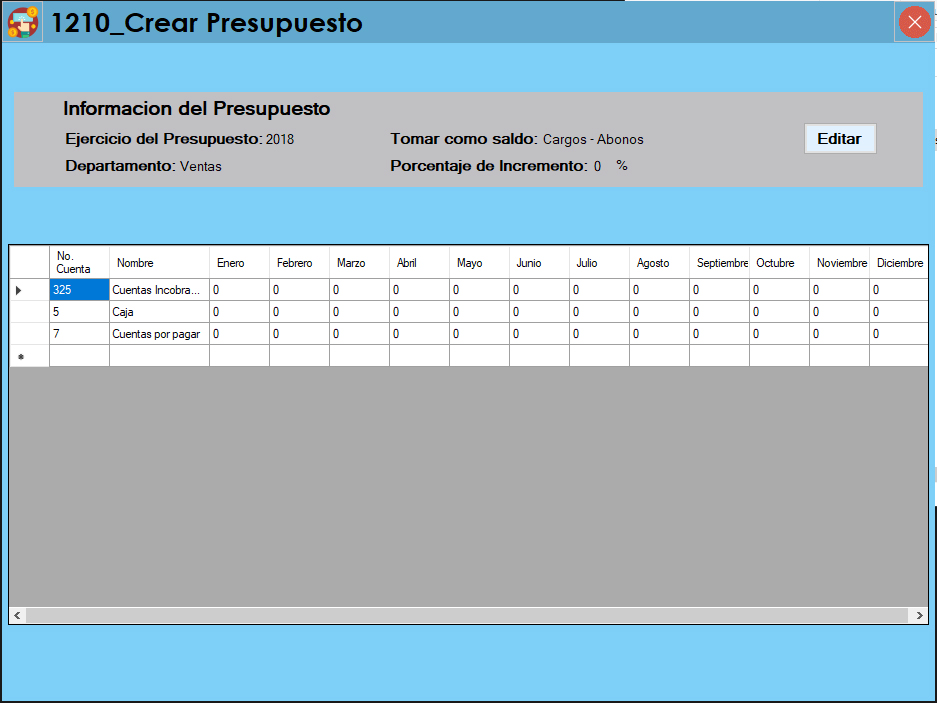 1210_Crear Presupuesto
Informacion del Presupuesto
Ejercicio del Presupuesto: 2018 Tomar como saldo: Cargos - Abonos
Editar
Departamento: Ventas Porcentaje de Incremento: 0 %
No. Cuenta Nombre Enero Febrero Marzo Abril Mayo Junio Julio Agosto Septiembre Octubre Noviembre Diciembre
325 Cuentas Incobra... 0 0 0 0 0 0 0 0 0 0 0 0
5 Caja 0 0 0 0 0 0 0 0 0 0 0 0
7 Cuentas por pagar 0 0 0 0 0 0 0 0 0 0 0 0